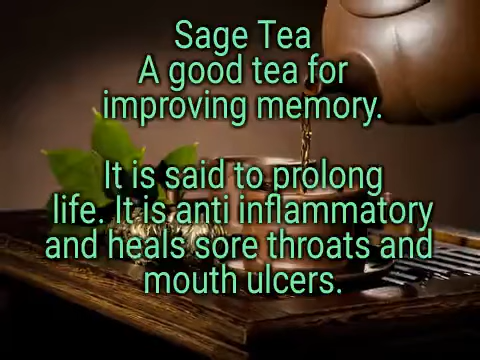 Sage Tea
A good tea for
improving memory.
It is said to prolong
life. It is anti inflammatory
and heals sore throats and
mouth ulcers.